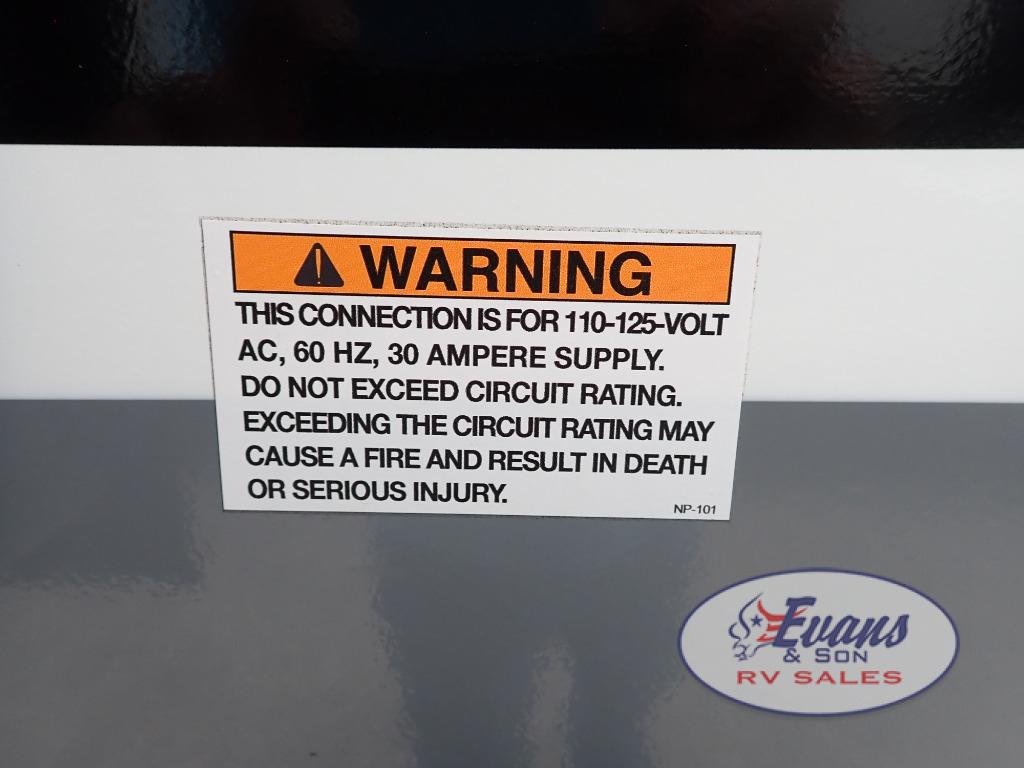 WARNING
THIS CONNECTION IS FOR 110-125-VOLT
AC, 60 HZ, 30 AMPERE SUPPLY.
DO NOT EXCEED CIRCUIT RATING.
EXCEEDING THE CIRCUIT RATING MAY
CAUSE A FIRE AND RESULT IN DEATH
OR SERIOUS INJURY.
NP-101
Evans
& SON
RV SALES